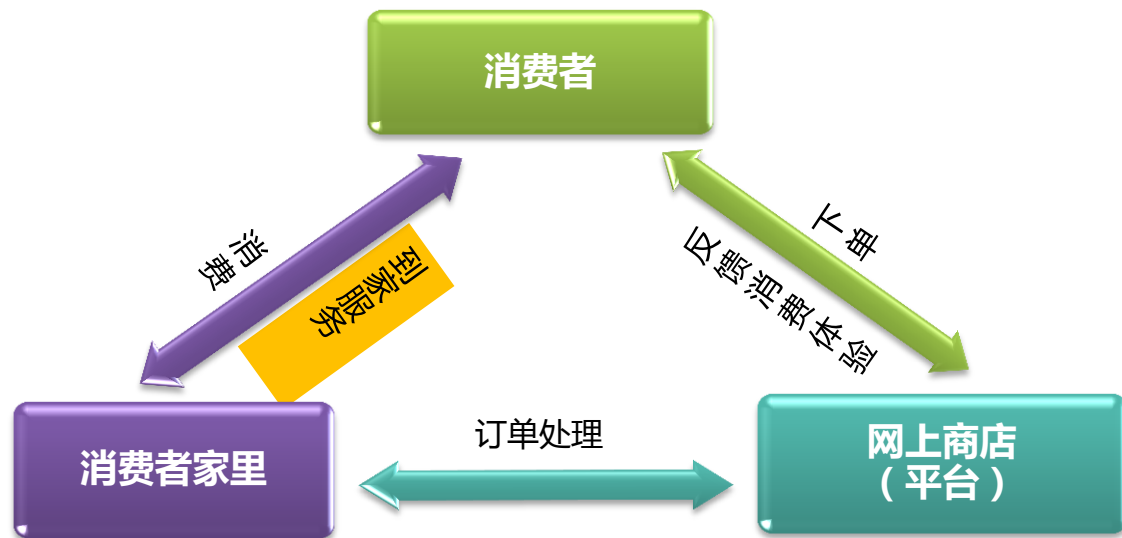 消费者
消费
到家服务
下单
反馈消费体验
订单处理
消费者家里
网上商店
（平台）